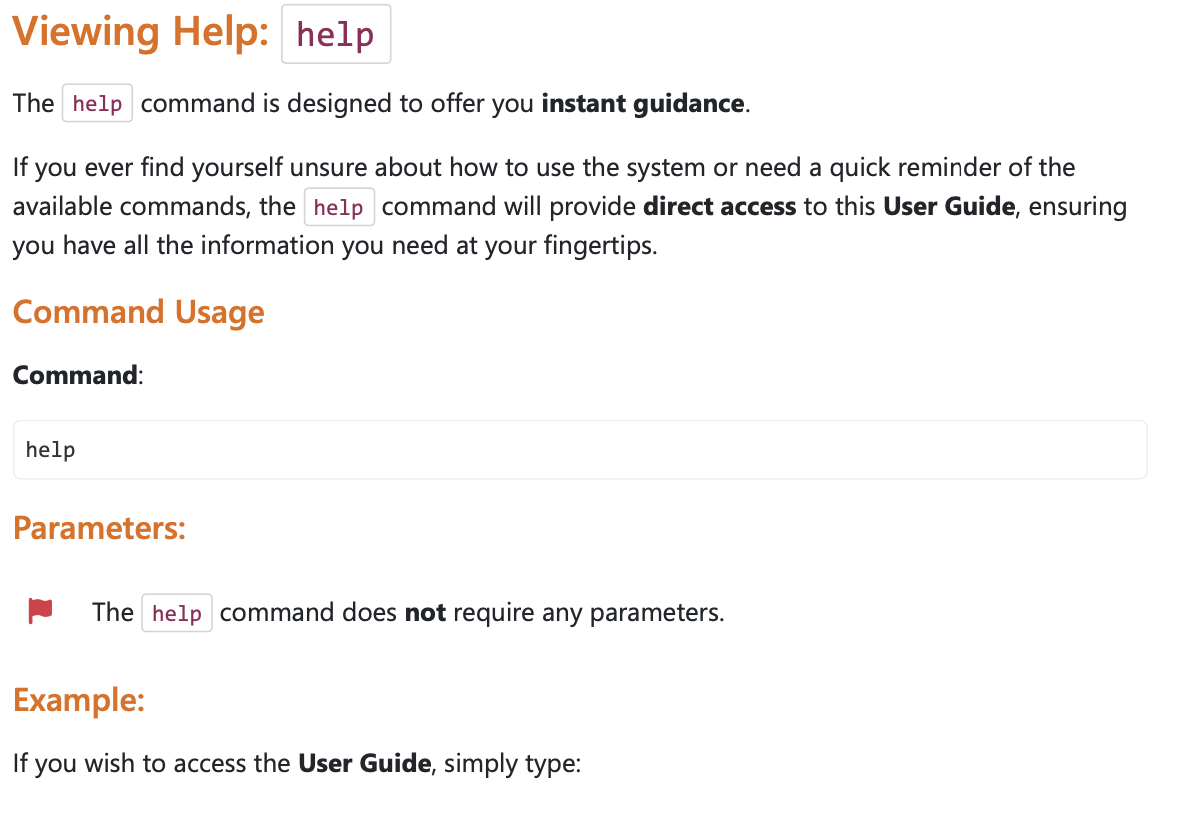 Viewing Help: help
The help command is designed to offer you instant guidance.
If you ever find yourself unsure about how to use the system or need a quick reminder of the
available commands, the help command will provide direct access to this User Guide, ensuring
you have all the information you need at your fingertips.
Command Usage
Command:
help
Parameters:
The help command does not require any parameters.
Example:
If you wish to access the User Guide, simply type: